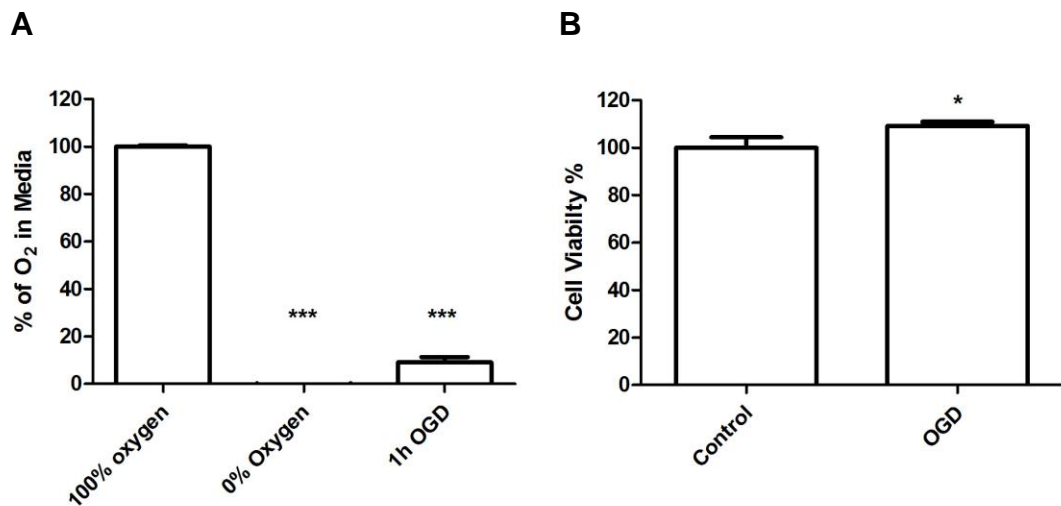 A
% of O2 in Media
120
100
80
60
40
20
0
***
***
100% oxygen
0% Oxygen
1h OGD
B
Cell Viabilty %
120
100
80
60
40
20
0
*
Control
OGD